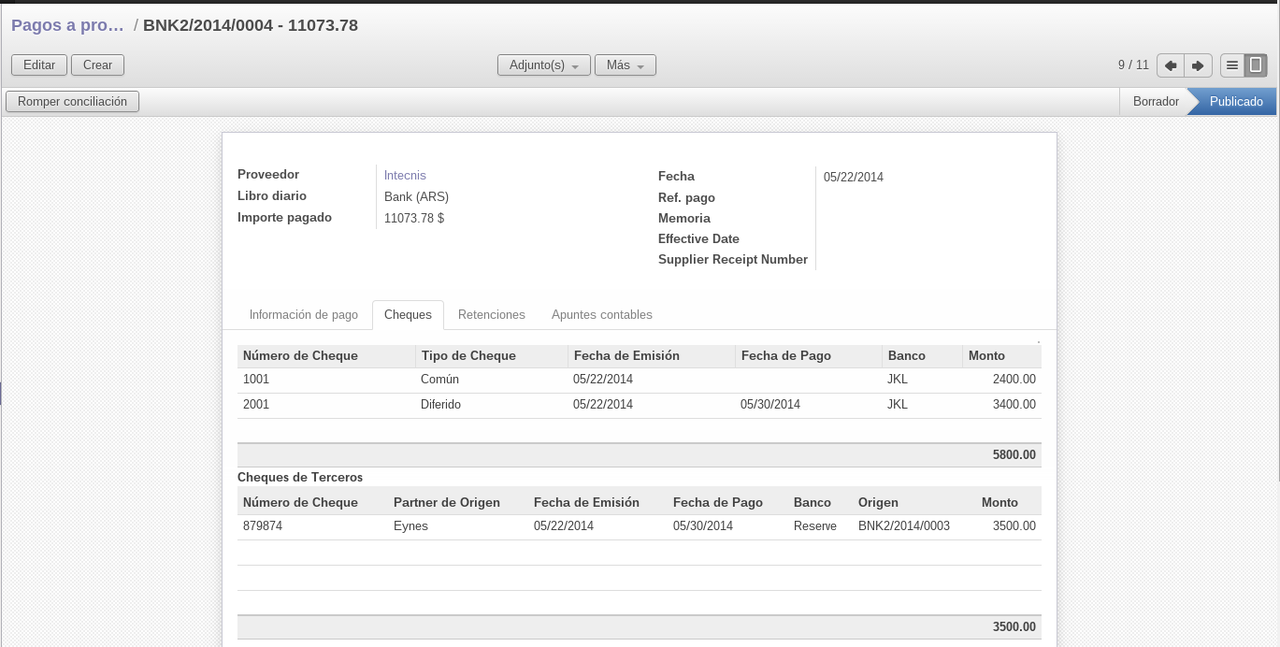 Pagos a pro... / BNK2/2014/0004 - 11073.78
Editar Crear Adjunto(s) Más 9 / 11
Romper conciliación Borrador Publicado
Proveedor Intecnis Fecha 05/22/2014
Libro diario Bank (ARS) Ref. pago
Importe pagado 11073.78 $ Memoria
Effective Date
Supplier Receipt Number
Información de pago Cheques Retenciones Apuntes contables
Número de Cheque Tipo de Cheque Fecha de Emisión Fecha de Pago Banco Monto
1001 Común 05/22/2014 JKL 2400.00
2001 Diferido 05/22/2014 05/30/2014 JKL 3400.00
5800.00
Cheques de Terceros
Número de Cheque Partner de Origen Fecha de Emisión Fecha de Pago Banco Origen Monto
879874 Eynes 05/22/2014 05/30/2014 Reserve BNK2/2014/0003 3500.00
3500.00